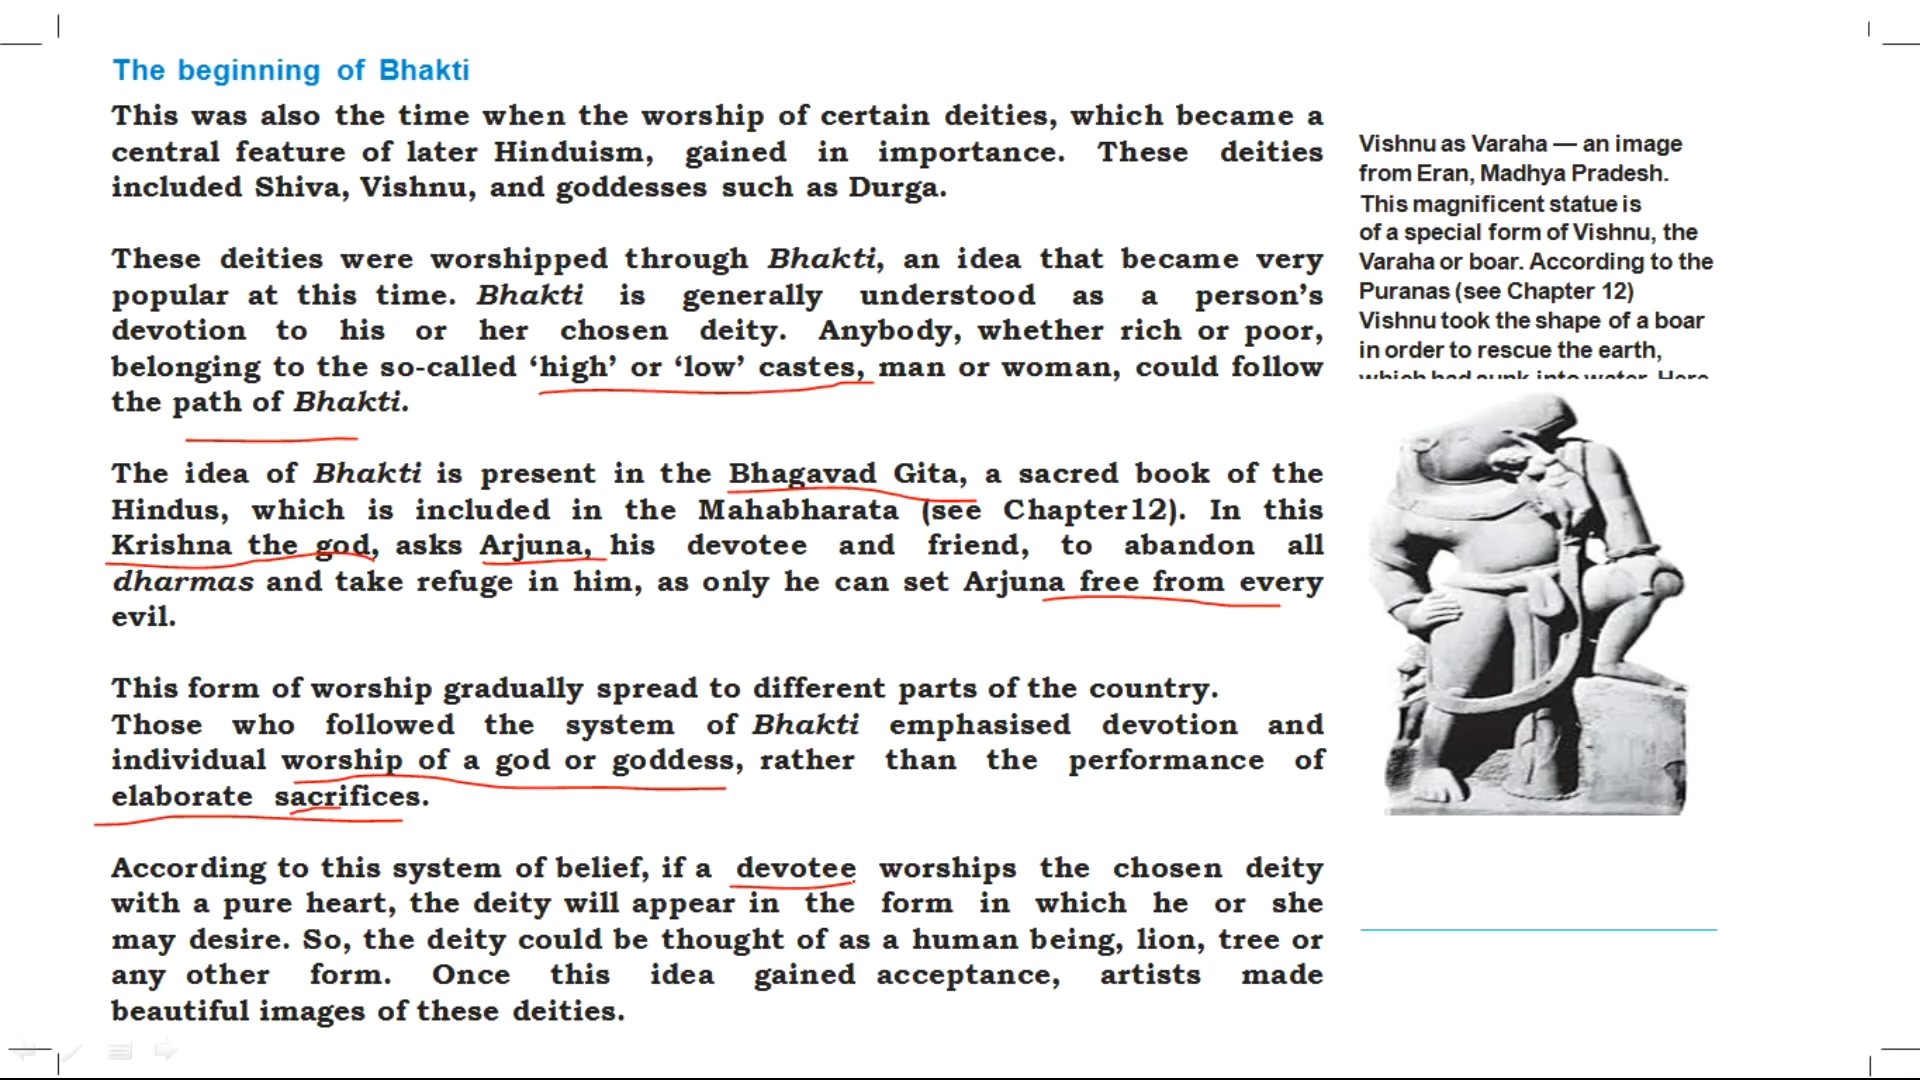 The beginning of Bhakti
This was also the time when the worship of certain deities, which became a
central feature of later Hinduism, gained in importance. These deities
included Shiva, Vishnu, and goddesses such as Durga.
These deities were worshipped through Bhakti, an idea that became very
popular at this time. Bhakti is generally understood as a person’s
devotion to his or her chosen deity. Anybody, whether rich or poor,
belonging to the so-called ‘high’ or ‘low’ castes, man or woman, could follow
the path of Bhakti.
The idea of Bhakti is present in the Bhagavad Gita, a sacred book of the
Hindus, which is included in the Mahabharata (see Chapter12). In this
Krishna the god, asks Arjuna, his devotee and friend, to abandon all
dharmas and take refuge in him, as only he can set Arjuna free from every
evil.
This form of worship gradually spread to different parts of the country.
Those who followed the system of Bhakti emphasised devotion and
individual worship of a god or goddess, rather than the performance of
elaborate sacrifices.
According to this system of belief, if a devotee worships the chosen deity
with a pure heart, the deity will appear in the form in which he or she
may desire. So, the deity could be thought of as a human being, lion, tree or
any other form. Once this idea gained acceptance, artists made
beautiful images of these deities.
Vishnu as Varaha — an image
from Eran, Madhya Pradesh.
This magnificent statue is
of a special form of Vishnu, the
Varaha or boar. According to the
Puranas (see Chapter 12)
Vishnu took the shape of a boar
in order to rescue the earth,
which had sunk into water. Here